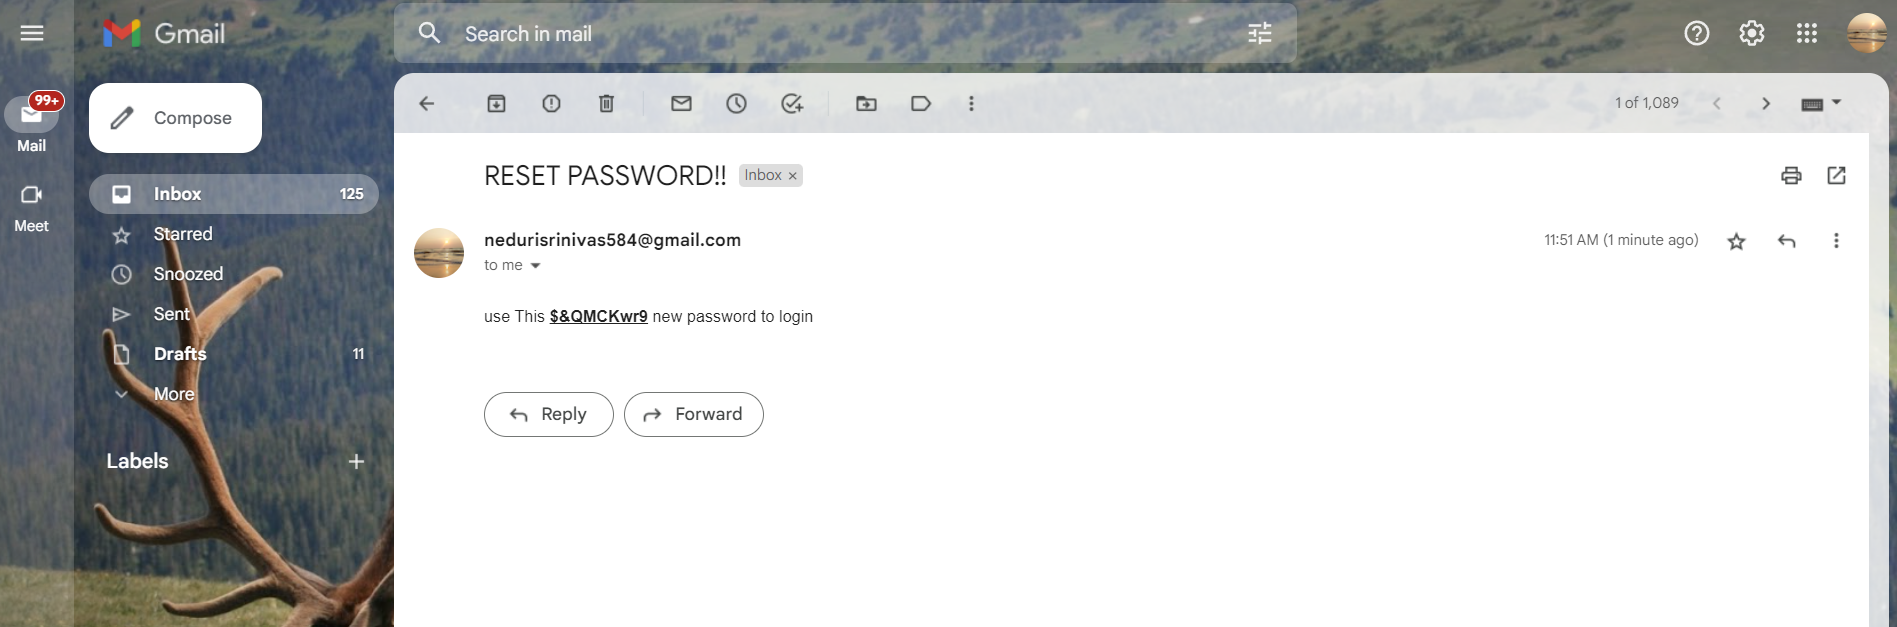 Gmail
Search in mail
99+
Mail
Meet
Compose
Inbox 125
Starred
Snoozed
Sent
Drafts 11
More
Labels
1 of 1,089
RESET PASSWORD!! Inbox ×
nedurisrinivas584@gmail.com 11:51 AM (1 minute ago)
to me
use This $&QMCKwr9 new password to login
Reply Forward